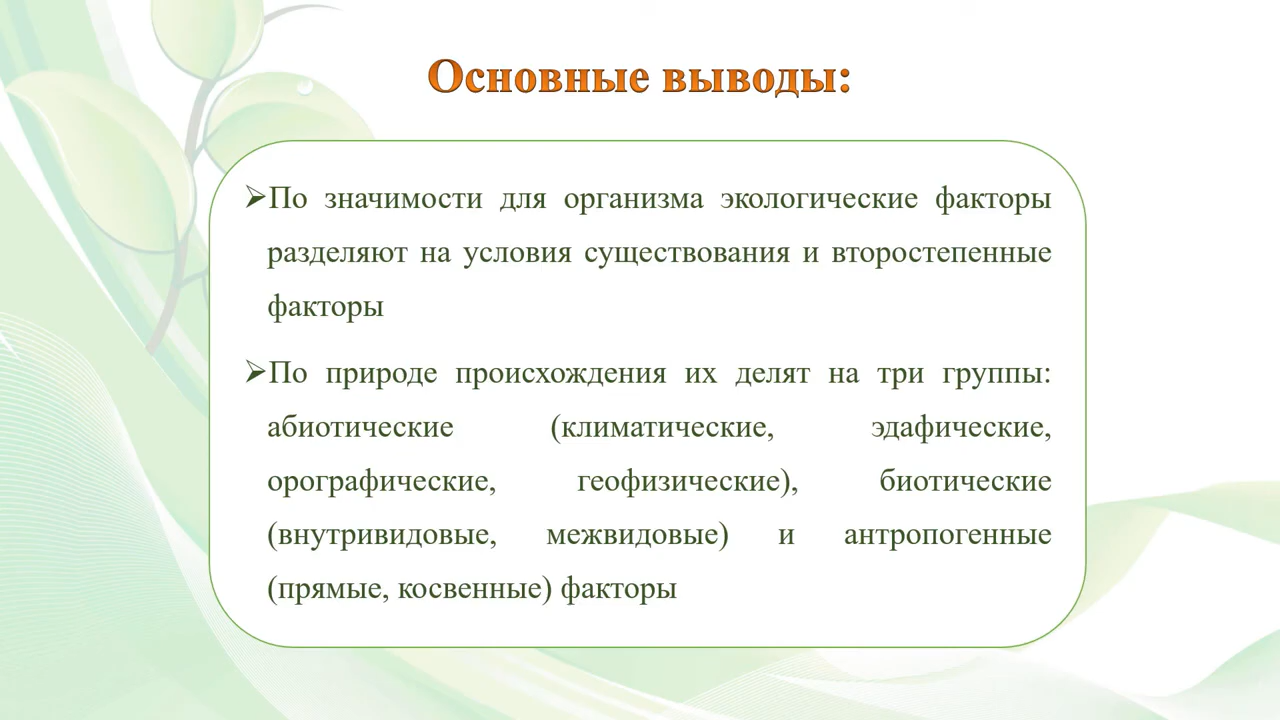 Основные выводы:
➢По значимости для организма экологические факторы
разделяют на условия существования и второстепенные
факторы
➢По природе происхождения их делят на три группы:
абиотические (климатические, эдафические,
орографические, геофизические), биотические
(внутривидовые, межвидовые) и антропогенные
(прямые, косвенные) факторы